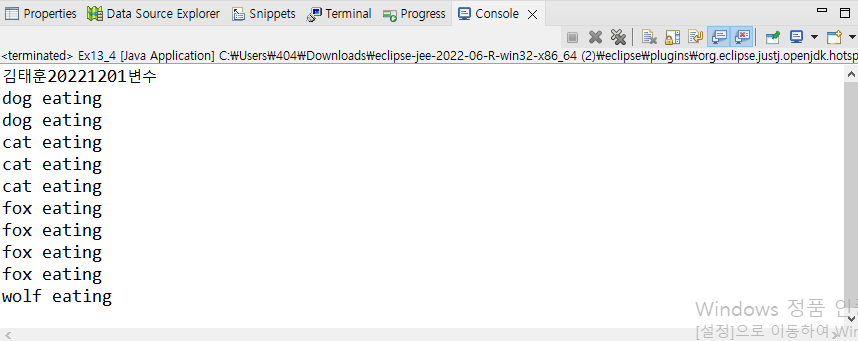 Properties Data Source Explorer Snippets Terminal Progress Console
<terminated> Ex13_4 [Java Application] C:₩Users₩404₩Downloads₩eclipse-jee-2022-06-R-win32-x86_64 (2)₩eclipse₩plugins₩org.eclipse.justj.openjdk.hotsp
김태훈20221201변수
dog eating
dog eating
cat eating
cat eating
cat eating
fox eating
fox eating
fox eating
fox eating
wolf eating
Windows 정품 인증
[설정]으로 이동하여 Win